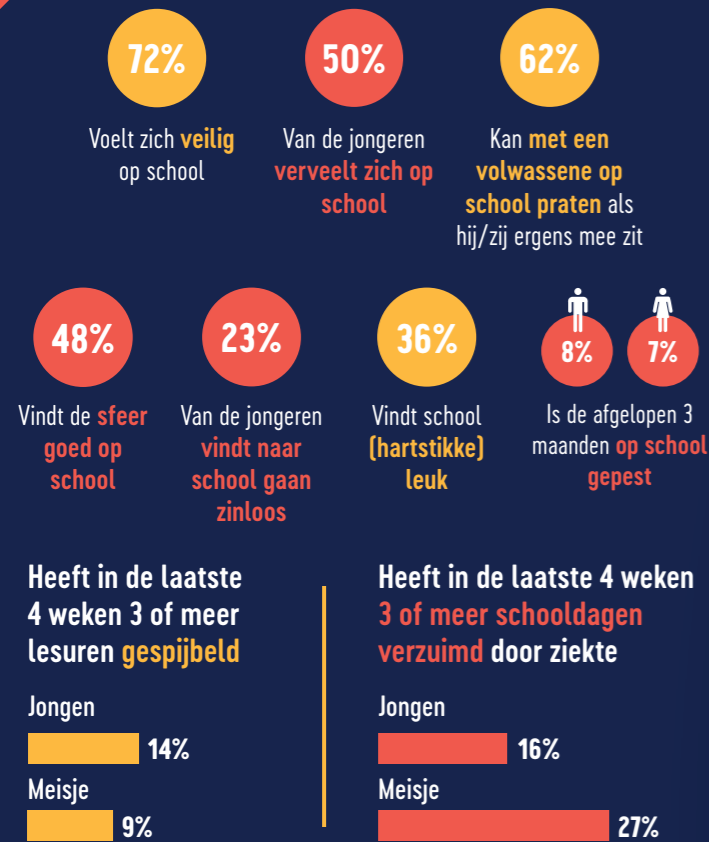 72%
Voelt zich veilig
op school
50%
Van de jongeren
verveelt zich op
school
62%
Kan met een
volwassene op
school praten als
hij/zij ergens mee zit
48%
Vindt de sfeer
goed op
school
23%
Van de jongeren
vindt naar
school gaan
zinloos
36%
Vindt school
(hartstikke)
leuk
8%
7%
Is de afgelopen 3
maanden op school
gepest
Heeft in de laatste
4 weken 3 of meer
lesuren gespijbeld
Jongen
14%
Meisje
9%
Heeft in de laatste 4 weken
3 of meer schooldagen
verzuimd door ziekte
Jongen
16%
Meisje
27%